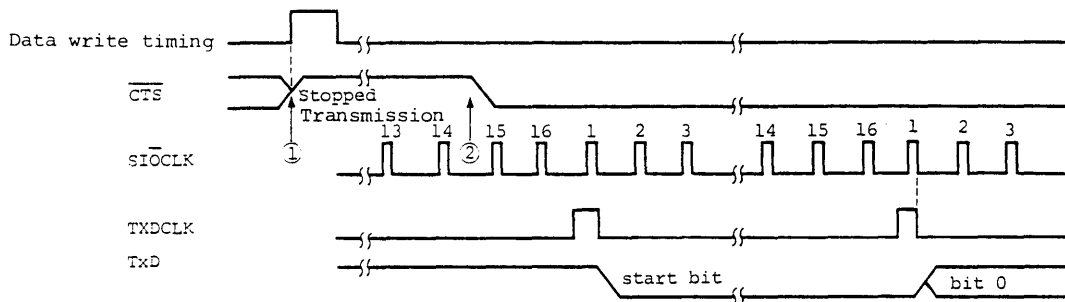 Data write timing
CTS
Stopped
Transmission
13 14 15 16 1 2 3 14 15 16 1 2 3
① ②
SIOCLK
TXDCLK
TxD
start bit
bit 0